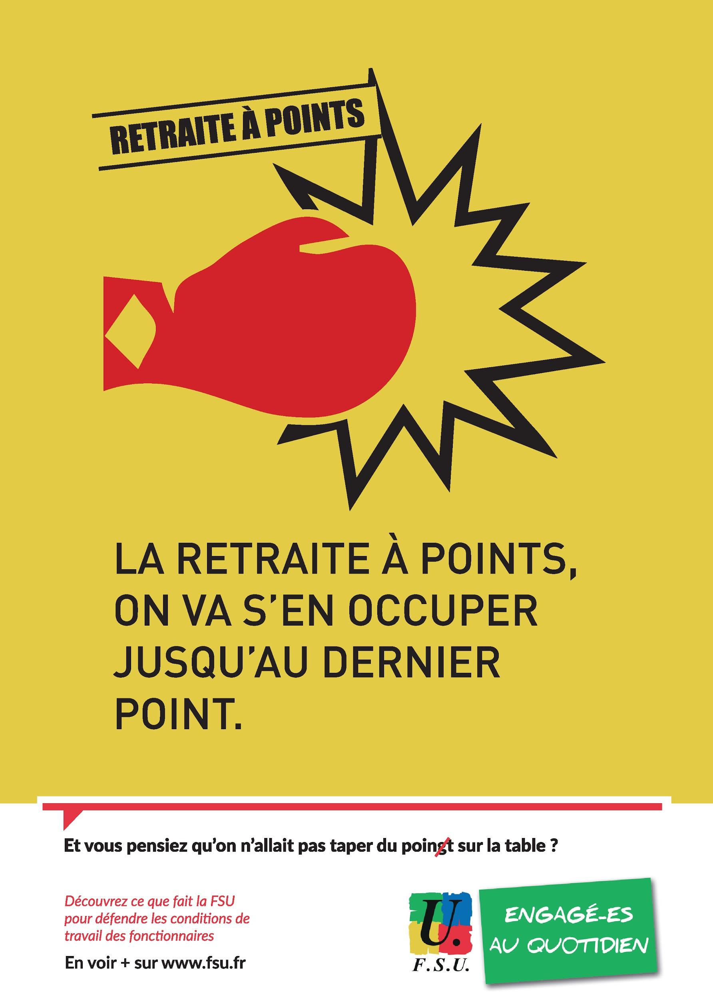 RETRAITE À POINTS
LA RETRAITE À POINTS,
ON VA S'EN OCCUPER
JUSQU'AU DERNIER
POINT.
Et vous pensiez qu'on n'allait pas taper du poingt sur la table ?
Découvrez ce que fait la FSU
pour défendre les conditions de
travail des fonctionnaires
En voir + sur www.fsu.fr
U.
F.S.U.
ENGAGÉ-ES
AU QUOTIDIEN